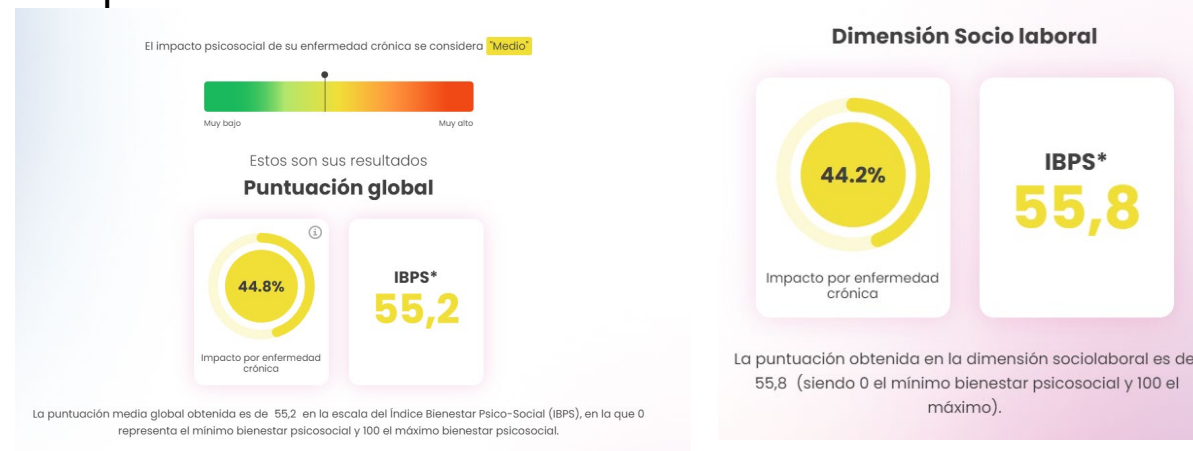 El impacto psicosocial de su enfermedad crónica se considera "Medio"
Muy bajo
Muy alto
Estos son sus resultados
Puntuación global
44.8%
Impacto por enfermedad
crónica
IBPS*
55,2
La puntuación media global obtenida es de 55,2 en la escala del Índice Bienestar Psico-Social (IBPS), en la que 0
representa el mínimo bienestar psicosocial y 100 el máximo bienestar psicosocial.
Dimensión Socio laboral
44.2%
Impacto por enfermedad
crónica
IBPS*
55,8
La puntuación obtenida en la dimensión sociolaboral es de
55,8 (siendo 0 el mínimo bienestar psicosocial y 100 el
máximo).